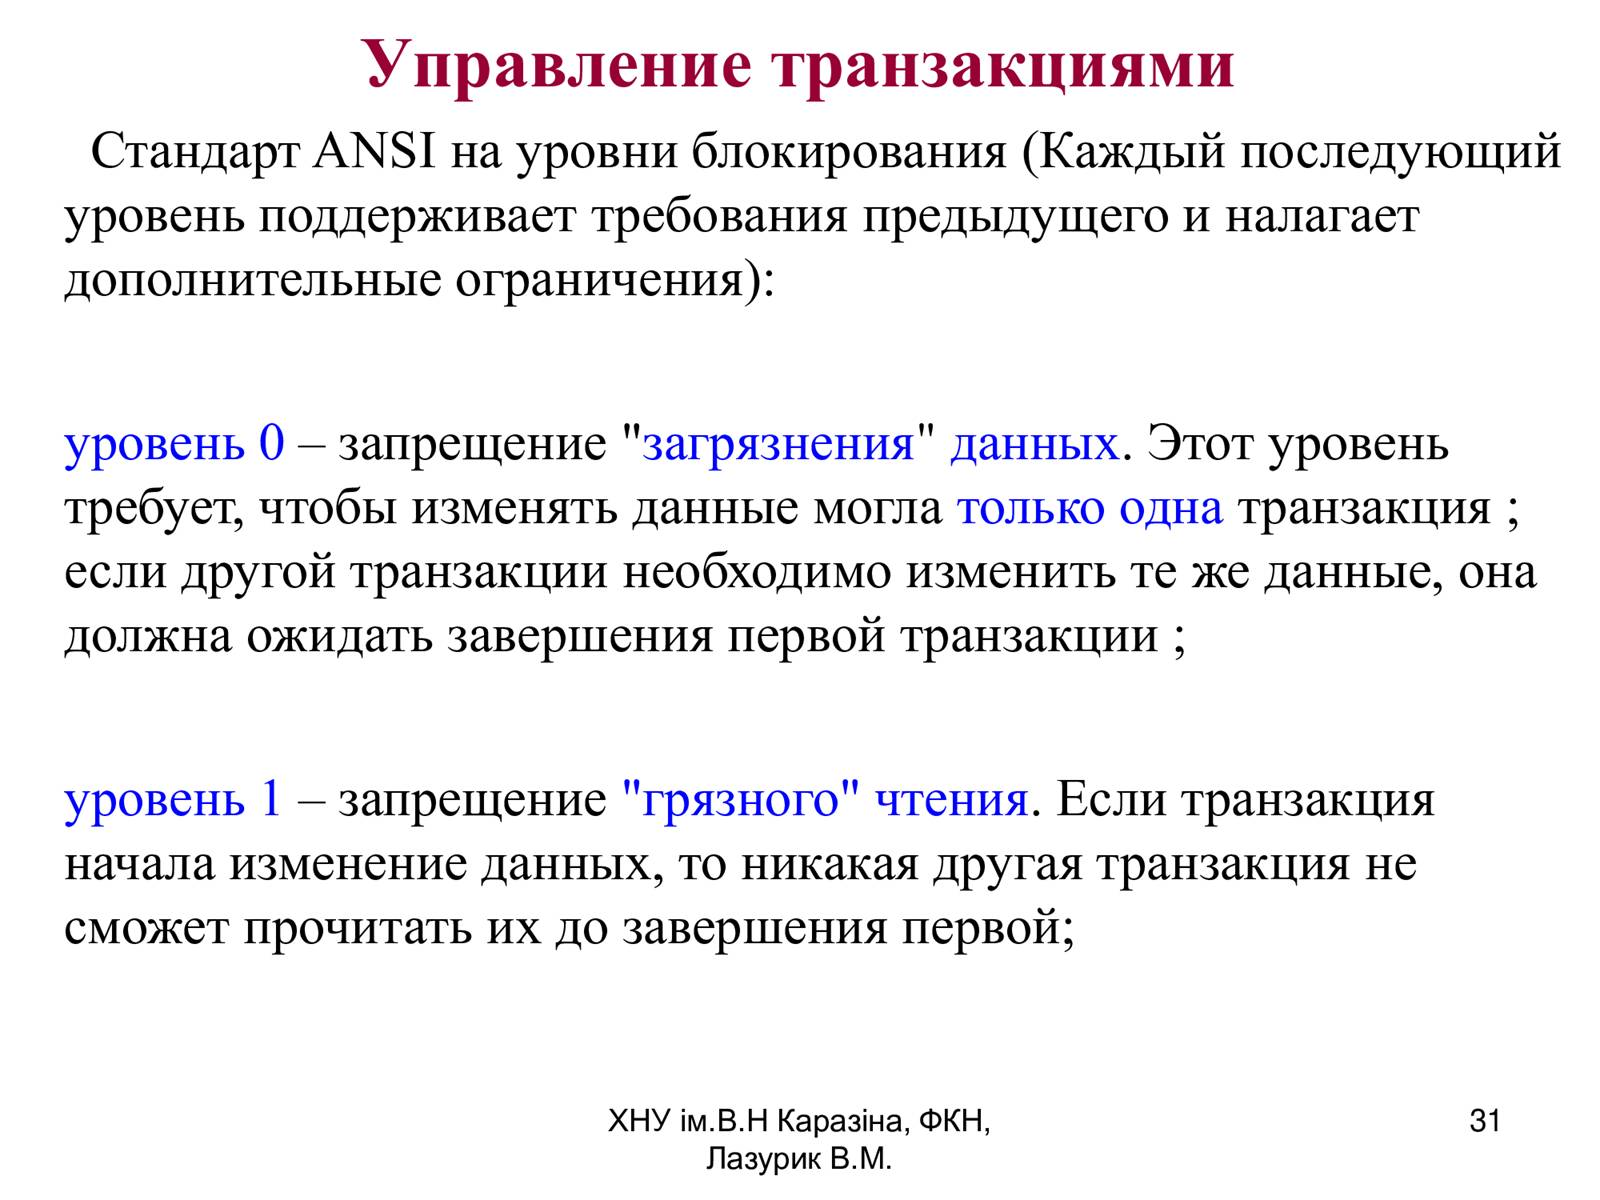 Управление транзакциями
Стандарт ANSI на уровни блокирования (Каждый последующий
уровень поддерживает требования предыдущего и налагает
дополнительные ограничения):
уровень 0 – запрещение "загрязнения" данных. Этот уровень
требует, чтобы изменять данные могла только одна транзакция ;
если другой транзакции необходимо изменить те же данные, она
должна ожидать завершения первой транзакции ;
уровень 1 – запрещение "грязного" чтения. Если транзакция
начала изменение данных, то никакая другая транзакция не
сможет прочитать их до завершения первой;
ХНУ ім.В.Н Каразіна, ФКН,
Лазурик В.М.
31